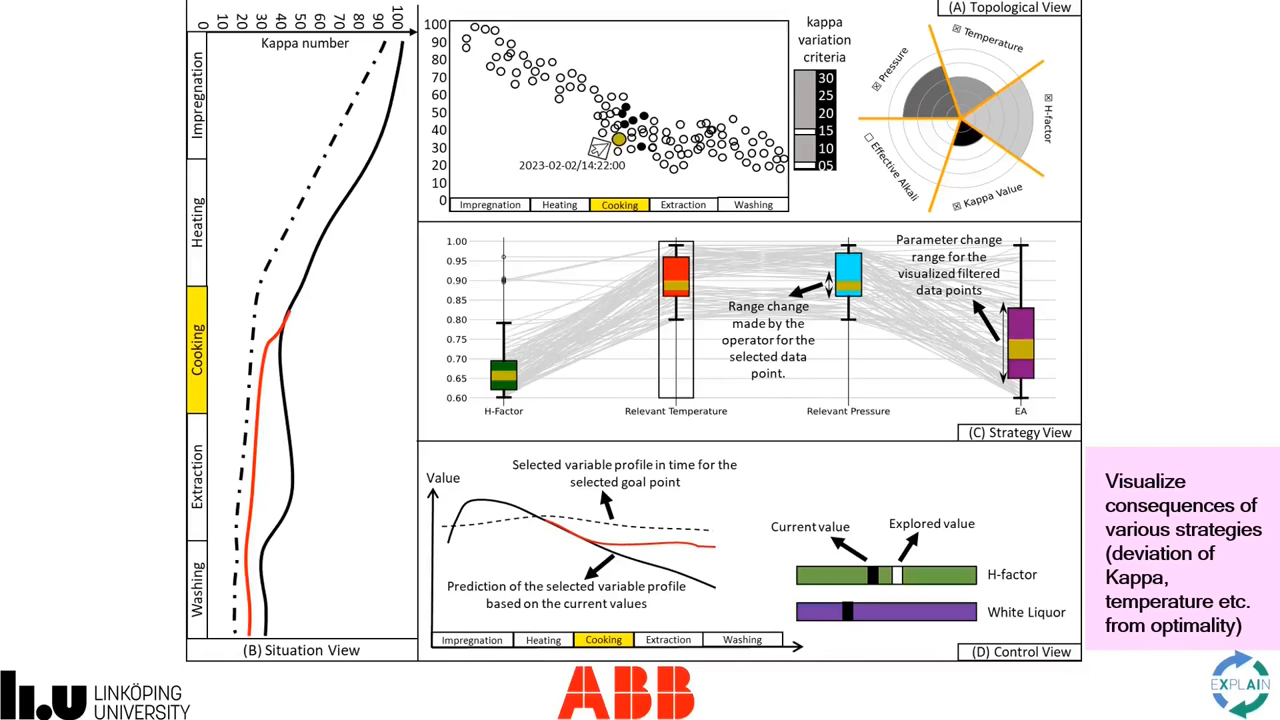 0 10 20 30 40 50 60 70 80 90 100
Kappa number
Impregnation
Heating
Cooking
Extraction
Washing
(B) Situation View
(A) Topological View
100
90
80
70
60
50
40
30
20
10
0
2023-02-02/14:22:00
Impregnation Heating Cooking Extraction Washing
kappa
variation
criteria
30
25
20
15
10
05
Temperature
Pressure
H-factor
Effective Alkali
Kappa Value
1.00
0.95
0.90
0.85
0.80
0.75
0.70
0.65
0.60
H-Factor Relevant Temperature Relevant Pressure EA
Range change
made by the
operator for the
selected data
point.
Parameter change
range for the
visualized filtered
data points
(C) Strategy View
Value
Selected variable profile in time for the
selected goal point
Prediction of the selected variable profile
based on the current values
Impregnation Heating Cooking Extraction Washing
Current value
Explored value
H-factor
White Liquor
(D) Control View
Visualize
consequences of
various strategies
(deviation of
Kappa,
temperature etc.
from optimality)
li.u LINKÖPING
UNIVERSITY
ABB
EXPLAIN